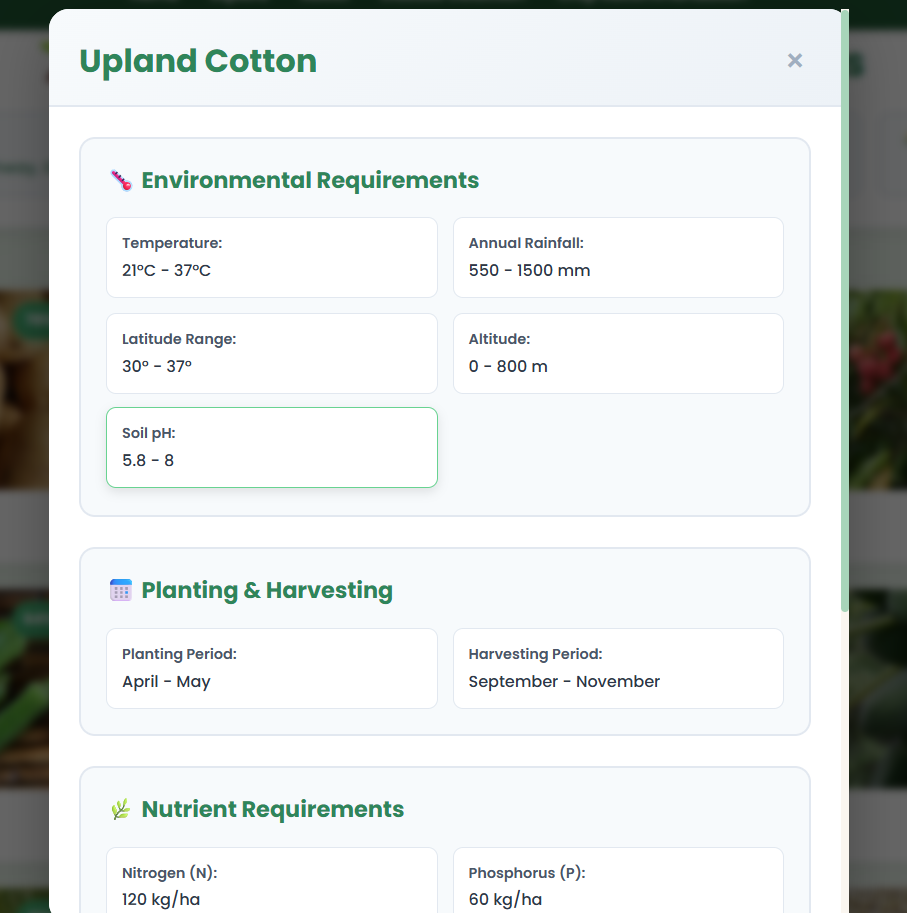 Upland Cotton
×
Environmental Requirements
Temperature:
21°C - 37°C
Annual Rainfall:
550 - 1500 mm
Latitude Range:
30° - 37°
Altitude:
0 - 800 m
Soil pH:
5.8 - 8
Planting & Harvesting
Planting Period:
April - May
Harvesting Period:
September - November
Nutrient Requirements
Nitrogen (N):
120 kg/ha
Phosphorus (P):
60 kg/ha